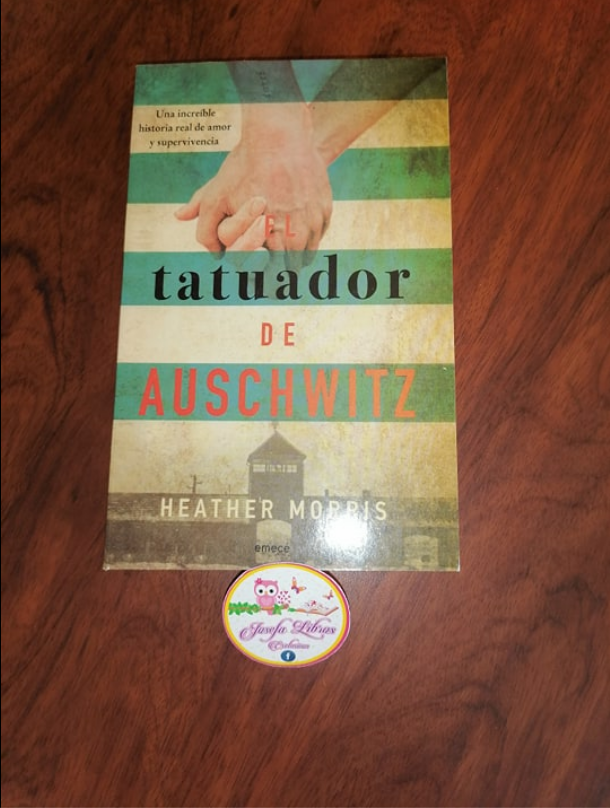 Una increíble
historia real de amor
y supervivencia
EL
tatuador
DE
AUSCHWITZ
HEATHER MORRIS
emecé
Josefa Libros